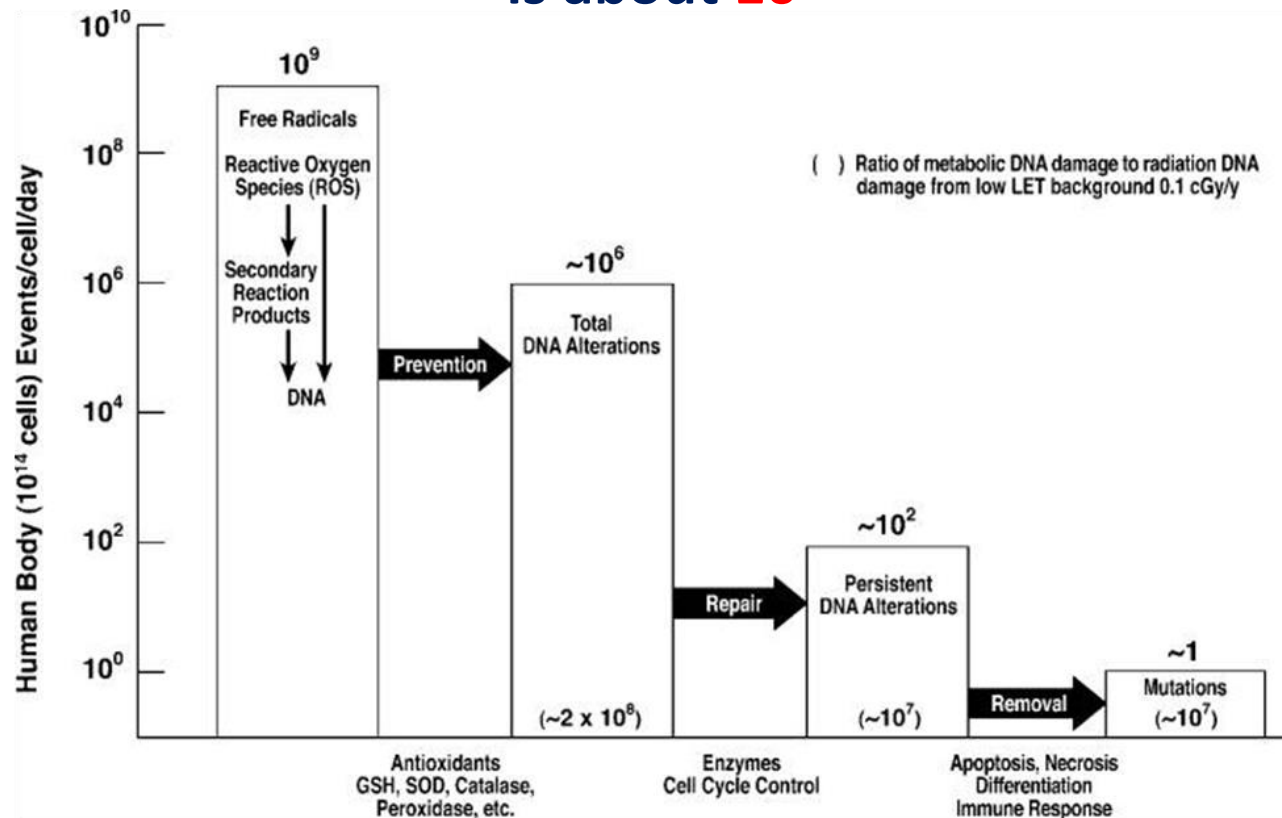 is about 10
10¹⁰
10⁸
10⁶
10⁴
10²
10⁰
Human Body (10¹⁴ cells) Events/cell/day
10⁹
Free Radicals
Reactive Oxygen
Species (ROS)
Secondary
Reaction
Products
DNA
Prevention
~10⁶
Total
DNA Alterations
(~2 x 10⁸)
Repair
~10²
Persistent
DNA Alterations
(~10⁷)
Removal
~1
Mutations
(~10⁷)
( ) Ratio of metabolic DNA damage to radiation DNA
damage from low LET background 0.1 cGy/y
Antioxidants
GSH, SOD, Catalase,
Peroxidase, etc.
Enzymes
Cell Cycle Control
Apoptosis, Necrosis
Differentiation
Immune Response